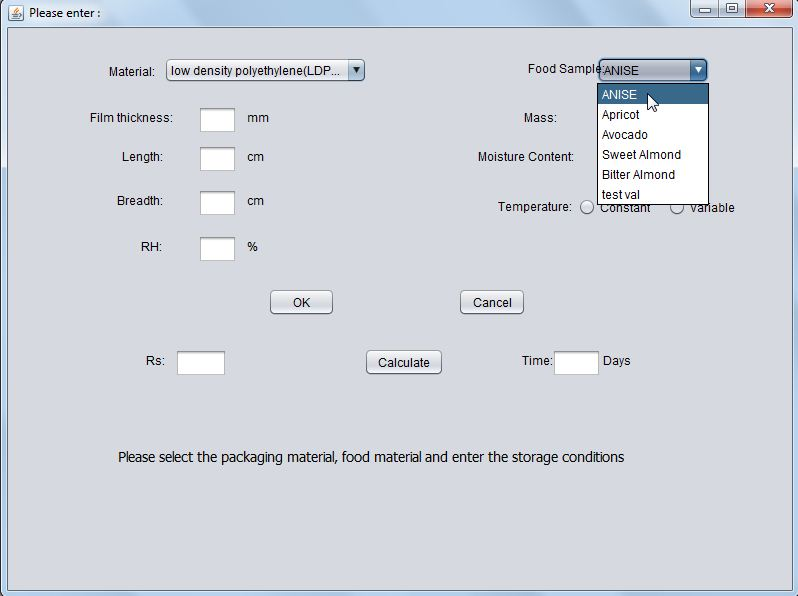 Please enter :
Material: low density polyethylene(LDP... Food Sample: ANISE
ANISE
Film thickness: mm Mass: Apricot
Avocado
Length: cm Moisture Content: Sweet Almond
Bitter Almond
test val
Breadth: cm Temperature: Constant Variable
RH: %
OK Cancel
Rs: Calculate Time: Days
Please select the packaging material, food material and enter the storage conditions